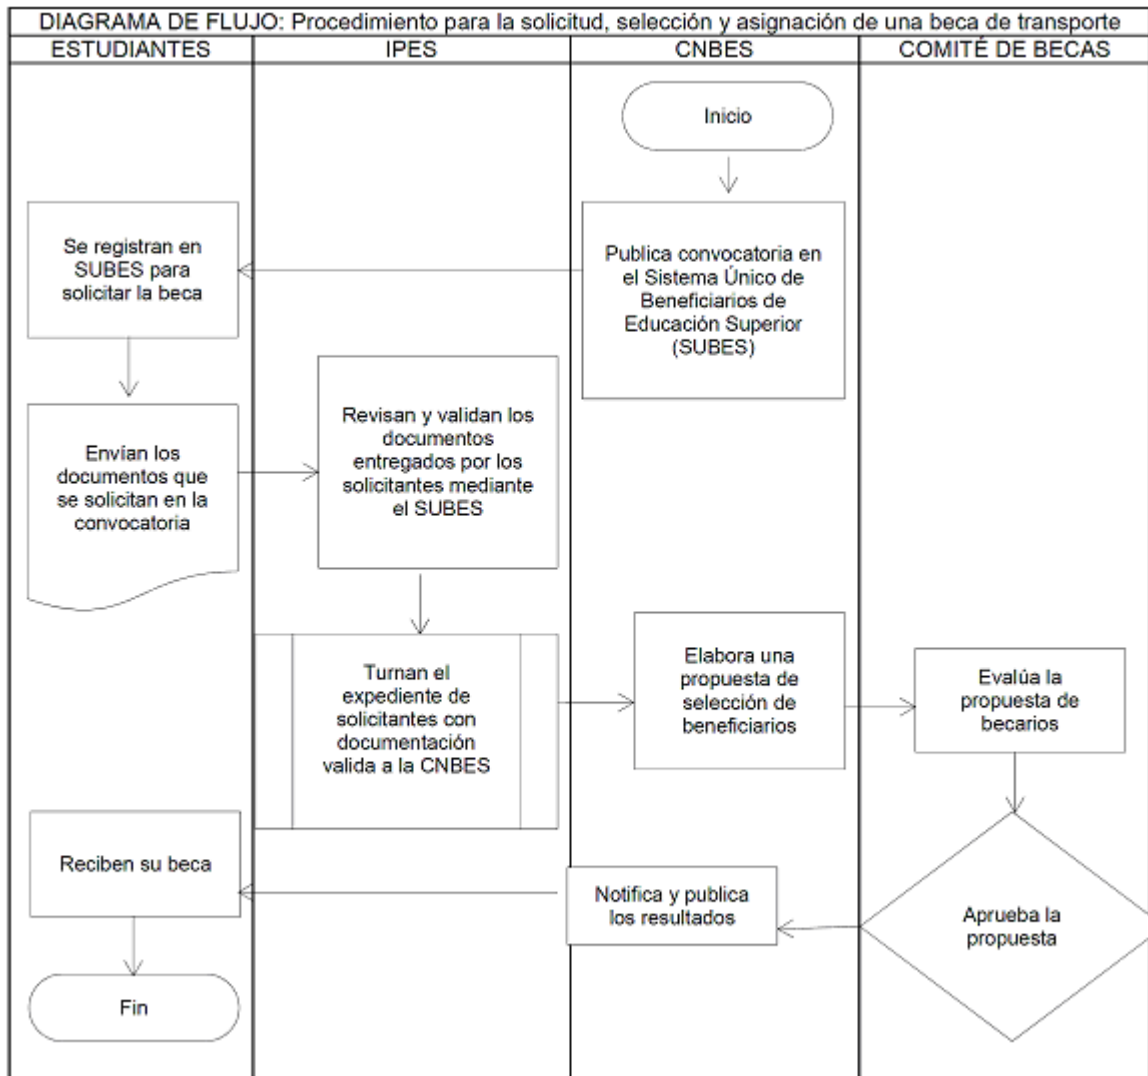 DIAGRAMA DE FLUJO: Procedimiento para la solicitud, selección y asignación de una beca de transporte
ESTUDIANTES
IPES
CNBES
COMITÉ DE BECAS
Inicio
Publica convocatoria en
el Sistema Único de
Beneficiarios de
Educación Superior
(SUBES)
Se registran en
SUBES para
solicitar la beca
Envían los
documentos que
se solicitan en la
convocatoria
Revisan y validan los
documentos
entregados por los
solicitantes mediante
el SUBES
Turnan el
expediente de
solicitantes con
documentación
valida a la CNBES
Elabora una
propuesta de
selección de
beneficiarios
Evalúa la
propuesta de
becarios
Aprueba la
propuesta
Notifica y publica
los resultados
Reciben su beca
Fin